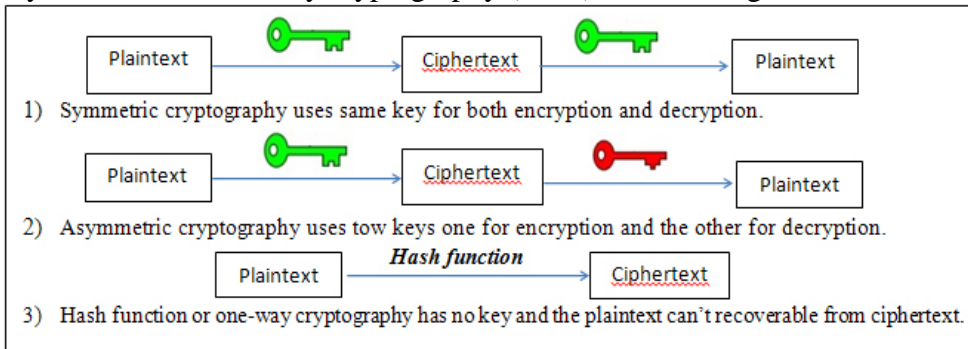 Plaintext Ciphertext Plaintext
1) Symmetric cryptography uses same key for both encryption and decryption.
Plaintext Ciphertext Plaintext
2) Asymmetric cryptography uses tow keys one for encryption and the other for decryption.
Hash function
Plaintext Ciphertext
3) Hash function or one-way cryptography has no key and the plaintext can't recoverable from ciphertext.